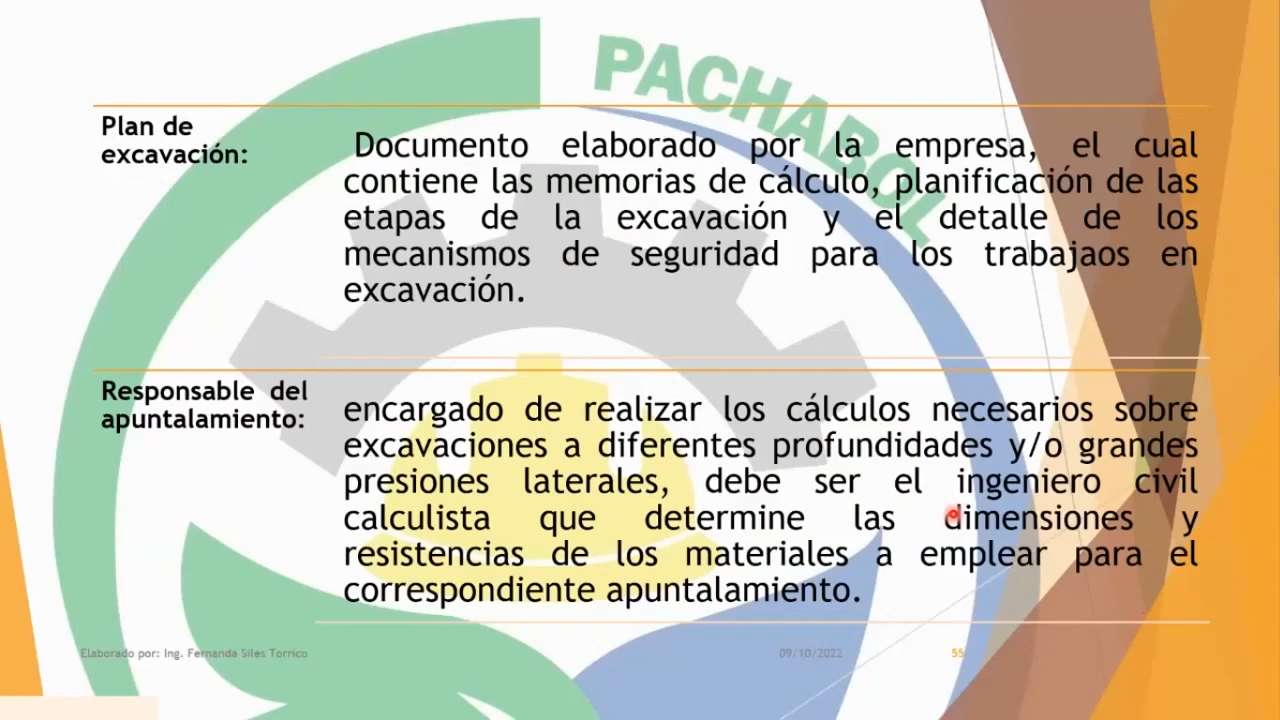 PACHABOL
Plan de
excavación:
Documento elaborado por la empresa, el cual
contiene las memorias de cálculo, planificación de las
etapas de la excavación y el detalle de los
mecanismos de seguridad para los trabajaos en
excavación.
Responsable del
apuntalamiento:
encargado de realizar los cálculos necesarios sobre
excavaciones a diferentes profundidades y/o grandes
presiones laterales, debe ser el ingeniero civil
calculista que determine las dimensiones y
resistencias de los materiales a emplear para el
correspondiente apuntalamiento.
Elaborado por: Ing. Fernanda Siles Torrico
09/10/2022
55